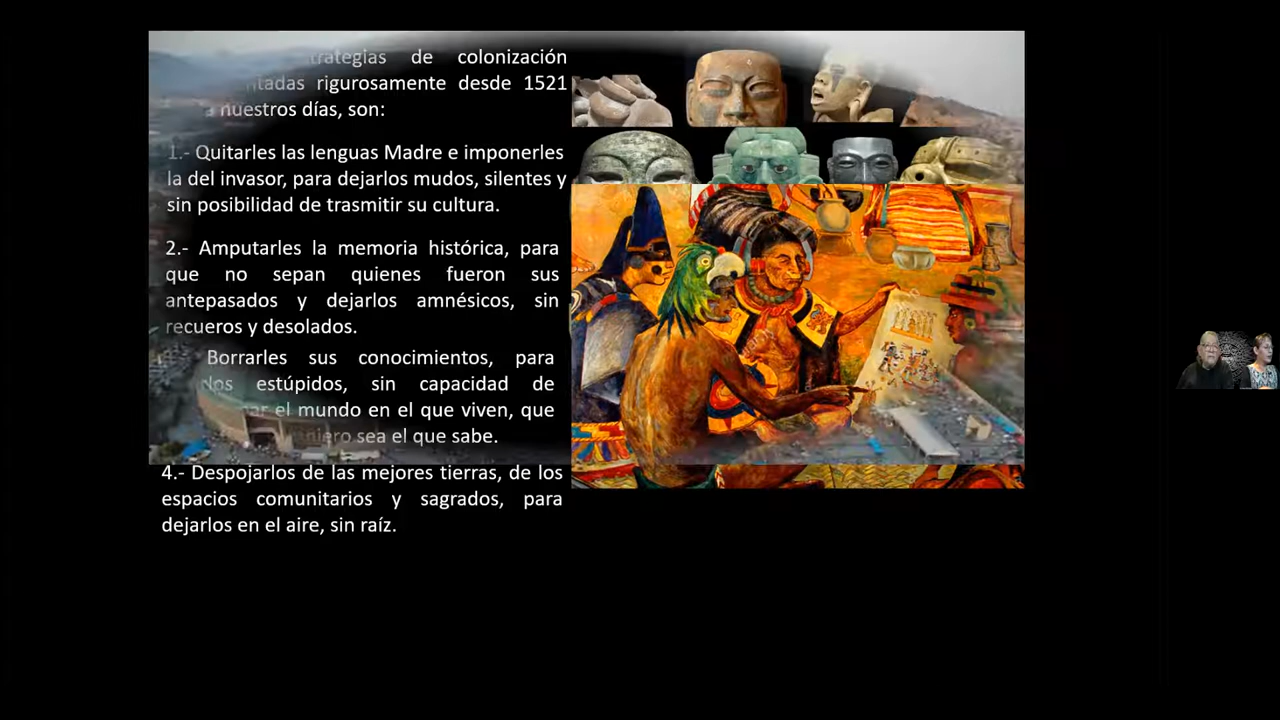 de colonización
rigurosamente desde 1521
nuestros días, son:
1.- Quitarles las lenguas Madre e imponerles
la del invasor, para dejarlos mudos, silentes y
sin posibilidad de trasmitir su cultura.
2.- Amputarles la memoria histórica, para
que no sepan quienes fueron sus
antepasados y dejarlos amnésicos, sin
recueros y desolados.
Borrarles sus conocimientos, para
estúpidos, sin capacidad de
el mundo en el que viven, que
sea el que sabe.
4.- Despojarlos de las mejores tierras, de los
espacios comunitarios y sagrados, para
dejarlos en el aire, sin raíz.